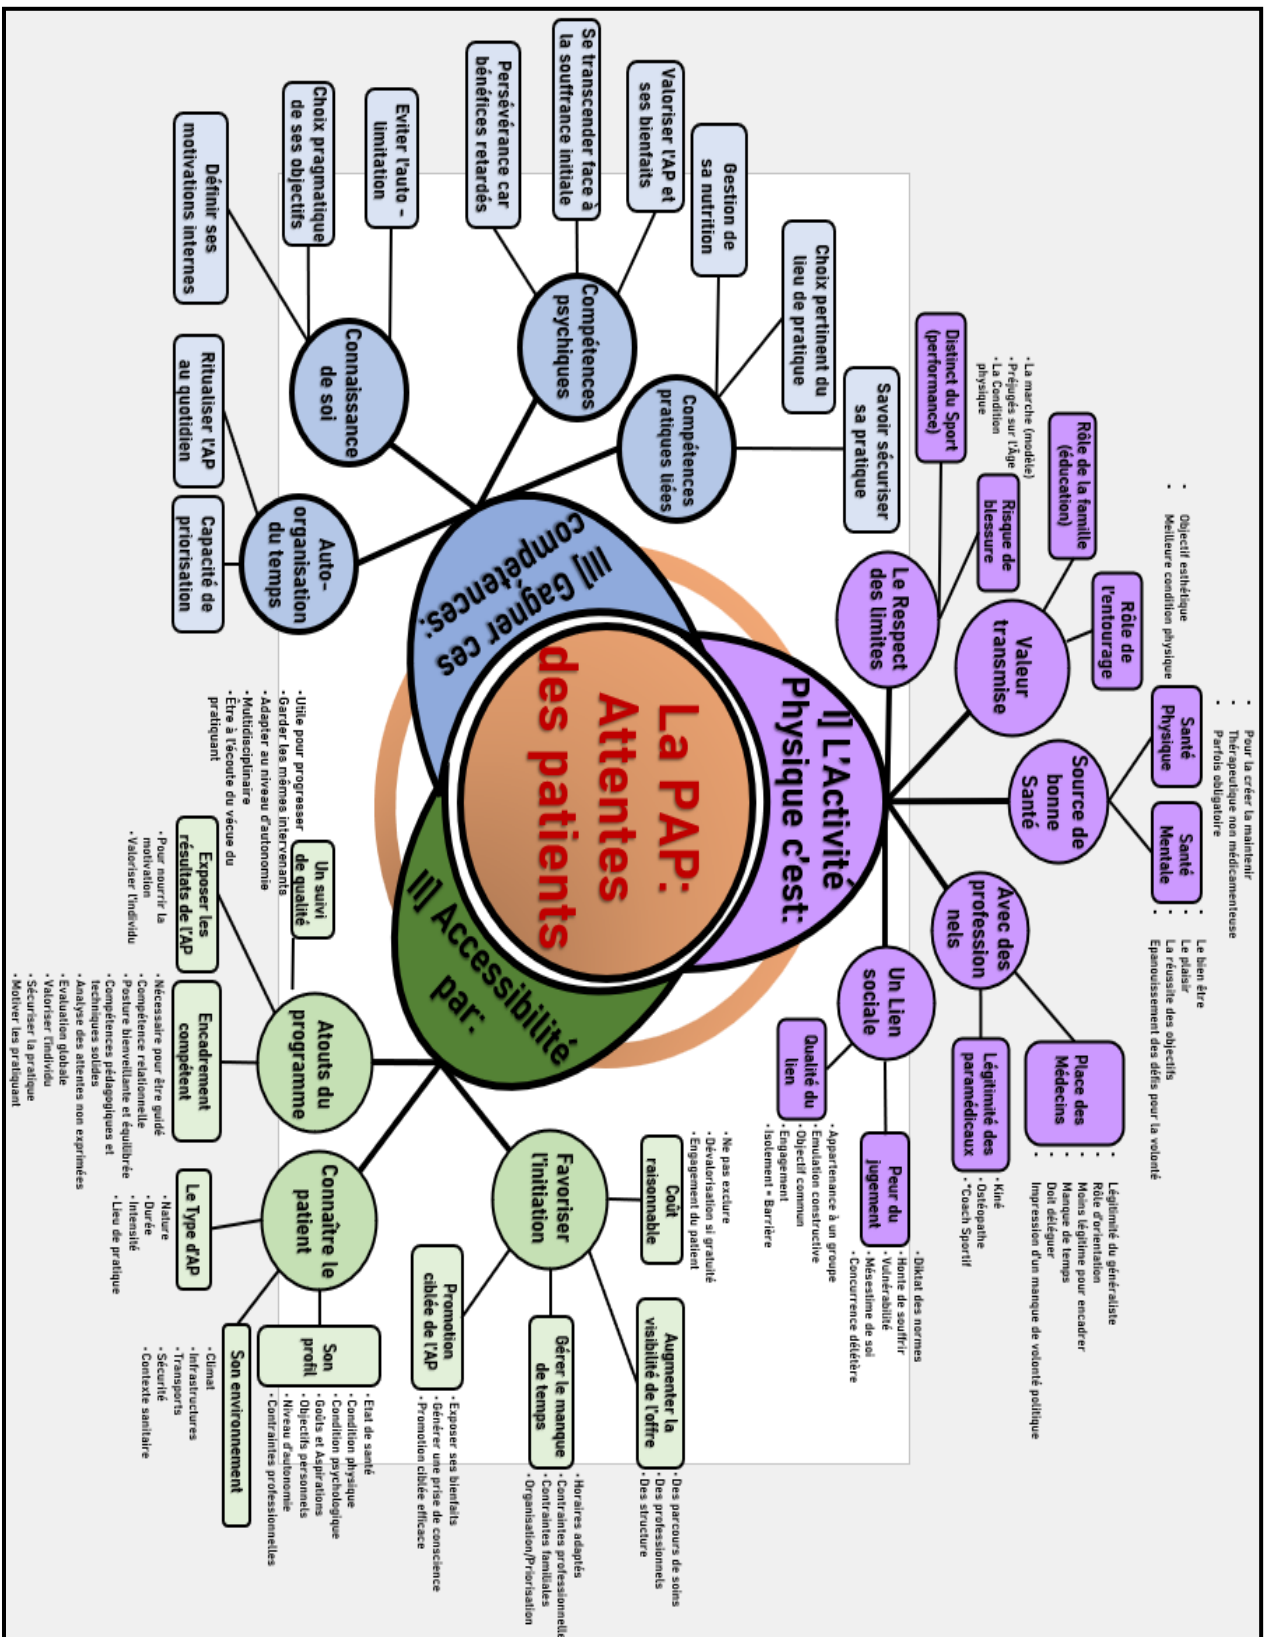 La PAP:
Attentes
des patients
I] L'Activité
Physique c'est:
Le Respect
des limites
Distinct du Sport
(performance)
Risque de
blessure
• La marche (modèle)
• Préjugés sur l'Âge
• La Condition
physique
Valeur
transmise
Rôle de la famille
(éducation)
Rôle de
l'entourage
Source de
bonne
Santé
Santé
Physique
• Objectif esthétique
• Meilleure condition physique
• Pour la créer la maintenir
• Thérapeutique non médicamenteuse
• Parfois obligatoire
Santé
Mentale
• Le bien être
• Le plaisir
• La réussite des objectifs
• Epanouissement des défis pour la volonté
Avec des
profession
nels
Place des
Médecins
• Légitimité du généraliste
• Rôle d'orientation
• Moins légitime pour encadrer
• Manque de temps
• Doit déléguer
• Impression d'un manque de volonté politique
Légitimité des
paramédicaux
• Kiné
• Ostéopathe
• "Coach Sportif
Un Lien
sociale
Peur du
jugement
• Diktat des normes
• Honte de souffrir
• Vulnérabilité
• Mésestime de soi
• Concurrence délétère
Qualité du
lien
• Appartenance à un groupe
• Emulation constructive
• Objectif commun
• Engagement
• Isolement = Barrière
II] Accessibilité
par:
Favoriser
l'initiation
Coût
raisonable
• Ne pas exclure
• Dévalorisation si gratuité
• Engagement du patient
Augmenter la
visibilité de l'offre
• Des parcours de soins
• Des professionnels
• Des structure
Gérer le manque
de temps
• Horaires adaptés
• Contraintes professionnelle
• Contraintes familiales
• Organisation/Priorisation
Promotion
ciblée de l'AP
• Exposer ses bienfaits
• Générer une prise de conscience
• Promotion ciblée efficace
Connaître le
patient
Son
profil
• Etat de santé
• Condition physique
• Condition psychologique
• Goûts et Aspirations
• Objectifs personnels
• Niveau d'autonomie
• Contraintes professionnelles
Son environnement
• Climat
• Infrastructures
• Transports
• Sécurité
• Contexte sanitaire
Le Type d'AP
• Nature
• Durée
• Intensité
• Lieu de pratique
Atouts du
programme
Un suivi
de qualité
• Utile pour progresser
• Garder les mêmes intervenants
• Adapter au niveau d'autonomie
• Multidisciplinaire
• Être à l'écoute du vécue du
pratiquant
Exposer les
résultats de l'AP
• Pour nourrir la
motivation
• Valoriser l'individu
Encadrement
compétent
• Nécessaire pour être guidé
• Compétence relationnelle
• Posture bienveillante et équilibrée
• Compétences pédagogiques et
techniques solides
• Analyse des attentes non exprimées
• Evaluation globale
• Valoriser l'individu
• Sécuriser la pratique
• Motiver les pratiquant
III] Gagner ces
compétences:
Compétences
pratiques liées
Savoir sécuriser
sa pratique
Choix pertinent du
lieu de pratique
Gestion de
sa nutrition
Compétences
psychiques
Valoriser l'AP et
ses bienfaits
Se transcender face à
la souffrance initiale
Persévérance car
bénéfices retardés
Connaissance
de soi
Eviter l'auto -
limitation
Choix pragmatique
de ses objectifs
Définir ses
motivations internes
Auto-
organisation
du temps
Ritualiser l'AP
au quotidien
Capacité de
priorisation